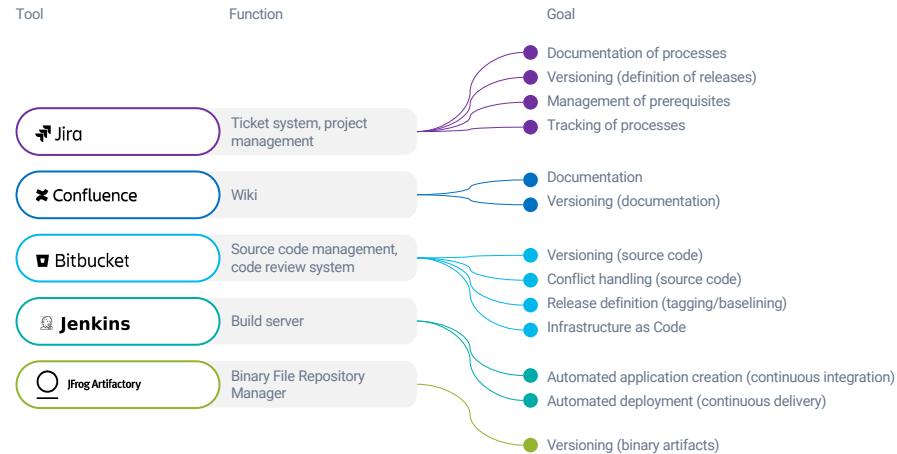 Tool Function Goal
Documentation of processes
Versioning (definition of releases)
Management of prerequisites
Tracking of processes
Jira
Ticket system, project
management
Documentation
Versioning (documentation)
Confluence
Wiki
Bitbucket
Source code management,
code review system
Versioning (source code)
Conflict handling (source code)
Release definition (tagging/baselining)
Infrastructure as Code
Jenkins
Build server
Automated application creation (continuous integration)
Automated deployment (continuous delivery)
JFrog Artifactory
Binary File Repository
Manager
Versioning (binary artifacts)